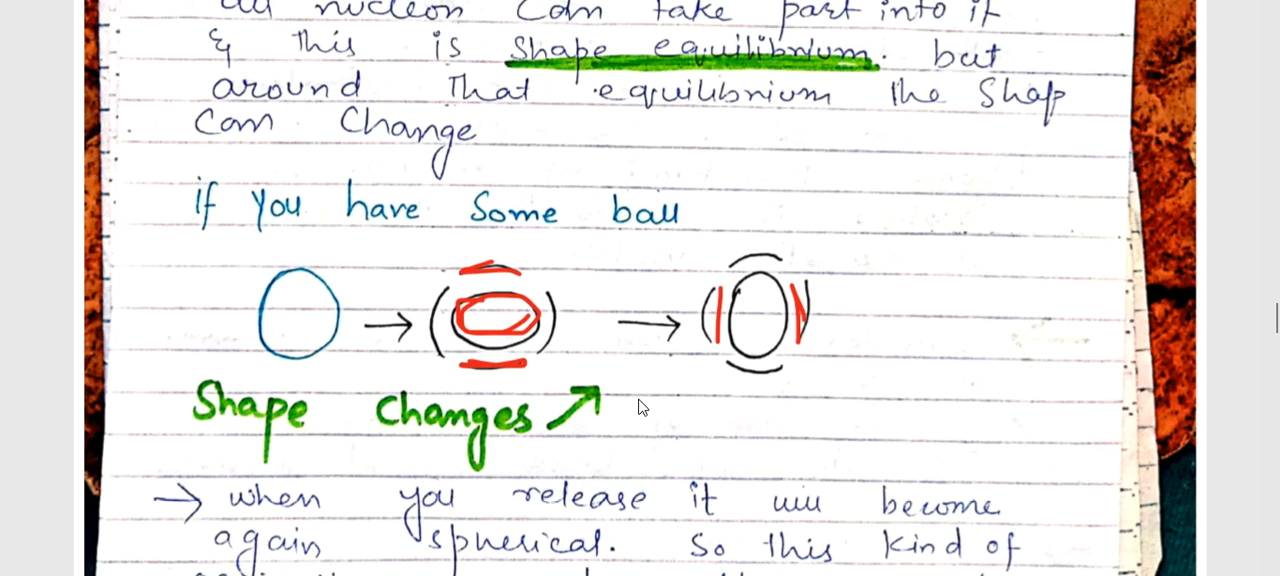 all nucleon can take part into it
& this is shape equilibrium. but
around That equilibrium the Shap
can Change
if you have some ball
Shape changes
→ when you release it will become
again spherical. So this kind of